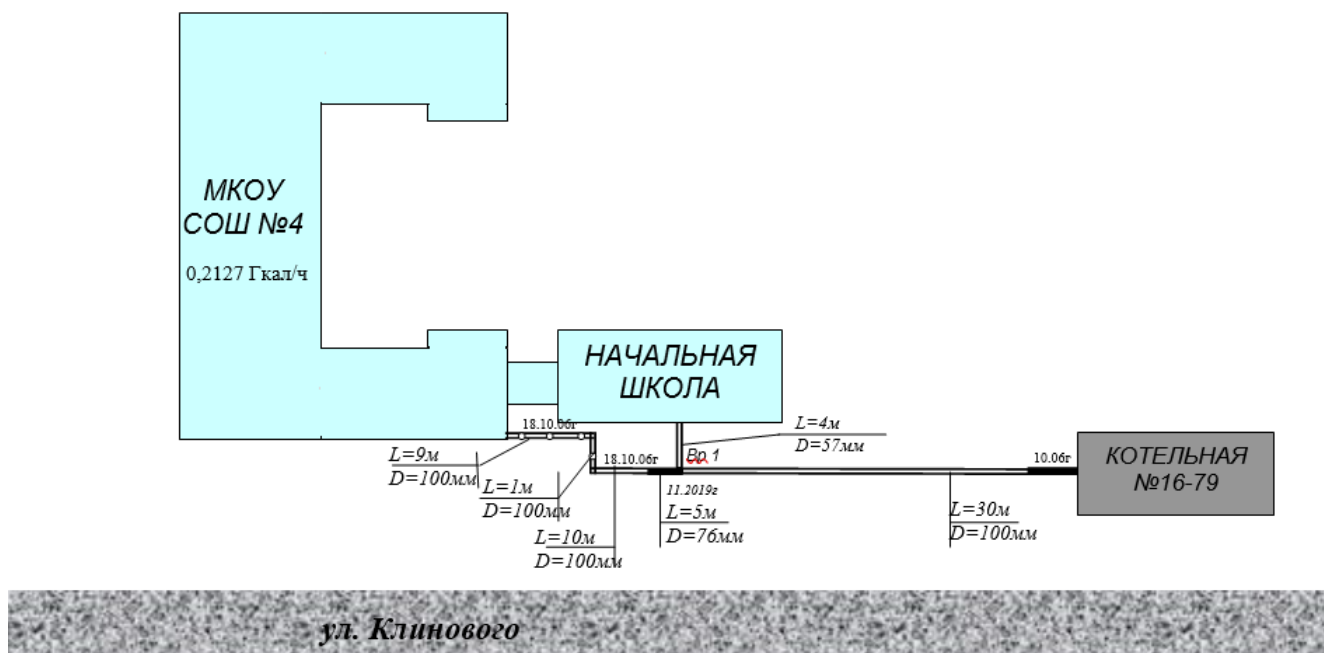 МКОУ
СОШ №4
0,2127 Гкал/ч
НАЧАЛЬНАЯ
ШКОЛА
18.10.06г
L=9м
D=100мм
L=1м
D=100мм
18.10.06г
L=10м
D=100мм
Вр.1
11.2019г
L=5м
D=76мм
L=4м
D=57мм
10.06г
L=30м
D=100мм
КОТЕЛЬНАЯ
№16-79
ул. Клинового